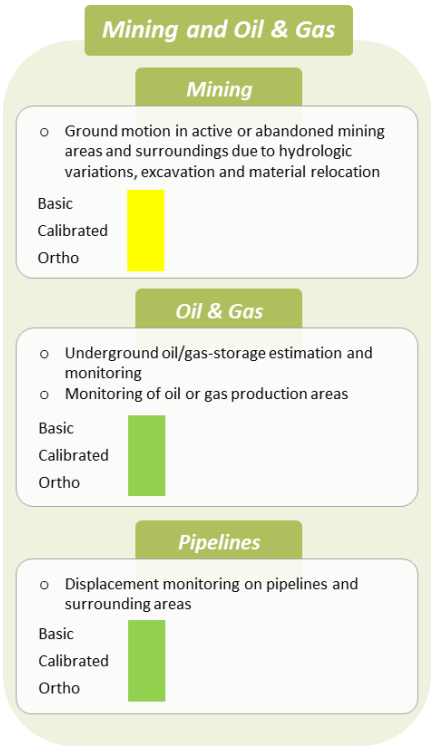 Mining and Oil & Gas
Mining
o Ground motion in active or abandoned mining
areas and surroundings due to hydrologic
variations, excavation and material relocation
Basic
Calibrated
Ortho
Oil & Gas
o Underground oil/gas-storage estimation and
monitoring
o Monitoring of oil or gas production areas
Basic
Calibrated
Ortho
Pipelines
o Displacement monitoring on pipelines and
surrounding areas
Basic
Calibrated
Ortho